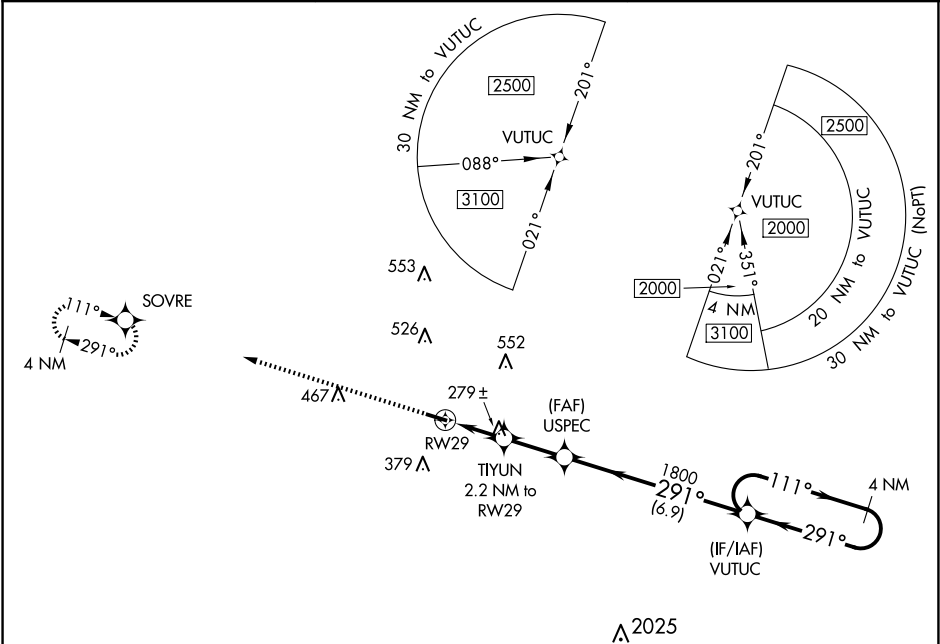 30 NM to VUTUC
2500
201°
VUTUC
088°
3100
021°
2500
201°
VUTUC
2000
021°
351°
2000
4 NM
3100
20 NM to VUTUC
30 NM to VUTUC (NoPT)
553
526
552
SOVRE
111°
291°
4 NM
467
279±
RW29
379
(FAF)
USPEC
TIYUN
2.2 NM to
RW29
1800
291°
(6.9)
111°
4 NM
291°
(IF/IAF)
VUTUC
2025